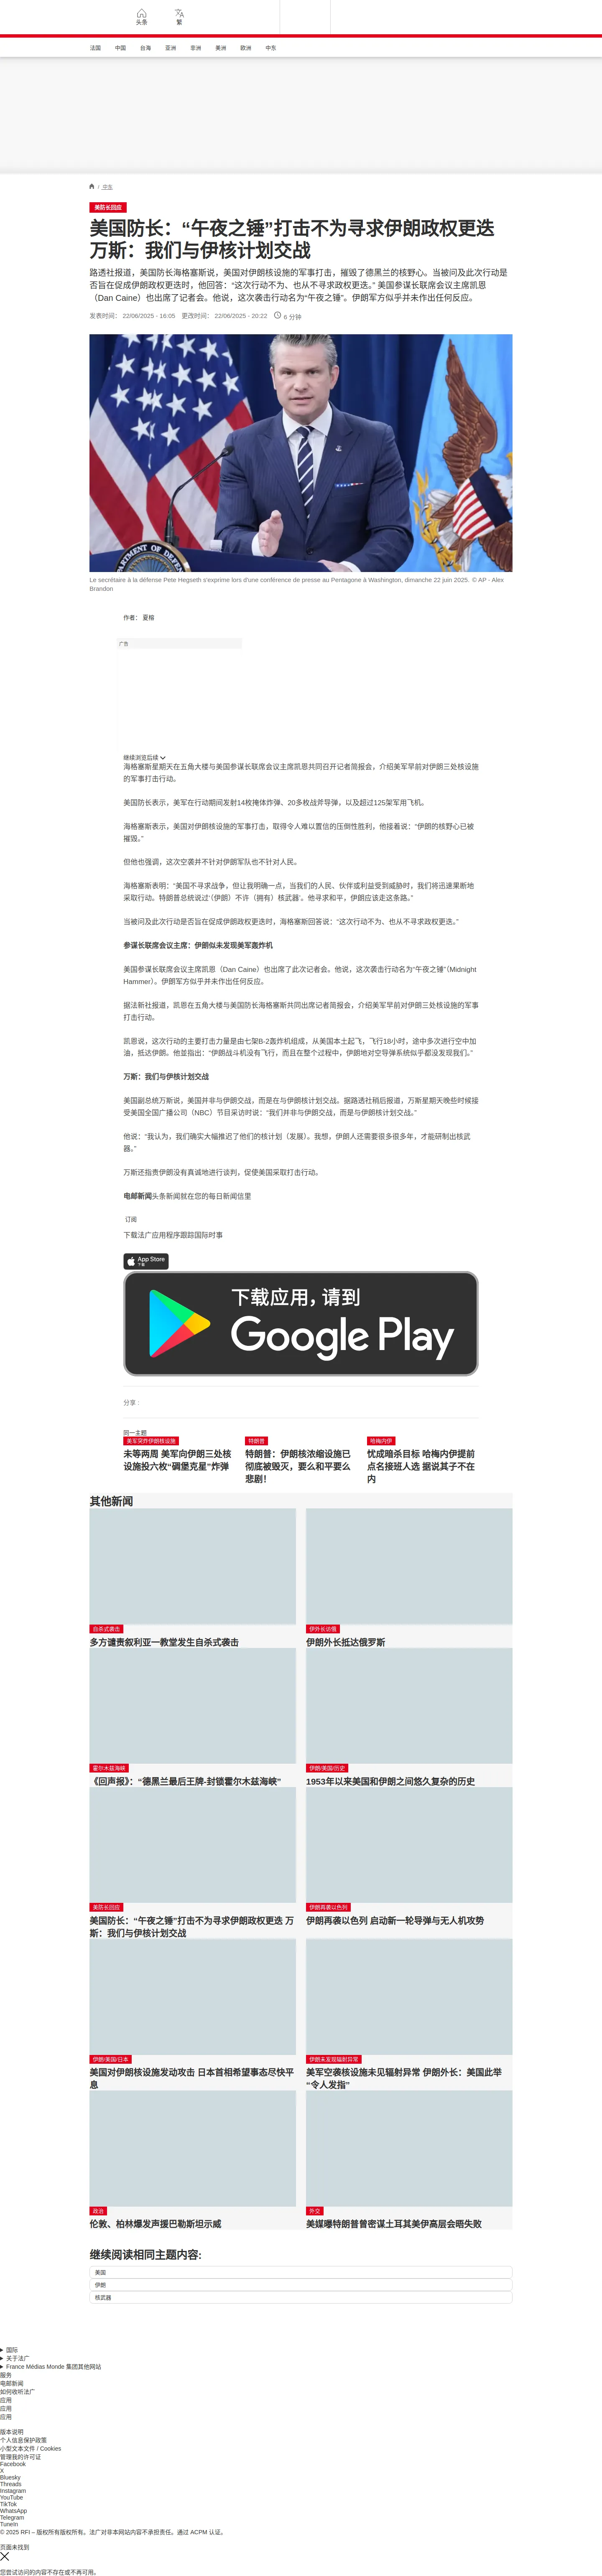 头条
繁
法国
中国
台海
亚洲
非洲
美洲
欧洲
中东
/ 中东
美防长回应
美国防长：“午夜之锤”打击不为寻求伊朗政权更迭
万斯：我们与伊核计划交战
路透社报道，美国防长海格塞斯说，美国对伊朗核设施的军事打击，摧毁了德黑兰的核野心。当被问及此次行动是
否旨在促成伊朗政权更迭时，他回答：“这次行动不为、也从不寻求政权更迭。” 美国参谋长联席会议主席凯恩
（Dan Caine）也出席了记者会。他说，这次袭击行动名为“午夜之锤”。伊朗军方似乎并未作出任何反应。
发表时间： 22/06/2025 - 16:05 更改时间： 22/06/2025 - 20:22 6 分钟
Le secrétaire à la défense Pete Hegseth s'exprime lors d'une conférence de presse au Pentagone à Washington, dimanche 22 juin 2025. © AP - Alex
Brandon
作者： 夏榕
广告
继续浏览后续
海格塞斯星期天在五角大楼与美国参谋长联席会议主席凯恩共同召开记者简报会，介绍美军早前对伊朗三处核设施
的军事打击行动。
美国防长表示，美军在行动期间发射14枚掩体炸弹、20多枚战斧导弹，以及超过125架军用飞机。
海格塞斯表示，美国对伊朗核设施的军事打击，取得令人难以置信的压倒性胜利，他接着说：“伊朗的核野心已被
摧毁。”
但他也强调，这次空袭并不针对伊朗军队也不针对人民。
海格塞斯表明：“美国不寻求战争，但让我明确一点，当我们的人民、伙伴或利益受到威胁时，我们将迅速果断地
采取行动。特朗普总统说过‘（伊朗）不许（拥有）核武器’。他寻求和平，伊朗应该走这条路。”
当被问及此次行动是否旨在促成伊朗政权更迭时，海格塞斯回答说：“这次行动不为、也从不寻求政权更迭。”
参谋长联席会议主席：伊朗似未发现美军轰炸机
美国参谋长联席会议主席凯恩（Dan Caine）也出席了此次记者会。他说，这次袭击行动名为“午夜之锤”（Midnight
Hammer）。伊朗军方似乎并未作出任何反应。
据法新社报道，凯恩在五角大楼与美国防长海格塞斯共同出席记者简报会，介绍美军早前对伊朗三处核设施的军事
打击行动。
凯恩说，这次行动的主要打击力量是由七架B-2轰炸机组成，从美国本土起飞，飞行18小时，途中多次进行空中加
油，抵达伊朗。他並指出：“伊朗战斗机没有飞行，而且在整个过程中，伊朗地对空导弹系统似乎都没发现我们。”
万斯：我们与伊核计划交战
美国副总统万斯说，美国并非与伊朗交战，而是在与伊朗核计划交战。据路透社稍后报道，万斯星期天晚些时候接
受美国全国广播公司（NBC）节目采访时说：“我们并非与伊朗交战，而是与伊朗核计划交战。”
他说：“我认为，我们确实大幅推迟了他们的核计划（发展）。我想，伊朗人还需要很多很多年，才能研制出核武
器。”
万斯还指责伊朗没有真诚地进行谈判，促使美国采取打击行动。
电邮新闻头条新闻就在您的每日新闻信里
订阅
下载法广应用程序跟踪国际时事
App Store
下载
下载应用，请到
Google Play
分享 :
同一主题
美军突炸伊朗核设施
未等两周 美军向伊朗三处核
设施投六枚“碉堡克星”炸弹
特朗普
特朗普：伊朗核浓缩设施已
彻底被毁灭，要么和平要么
悲剧！
哈梅内伊
忧成暗杀目标 哈梅内伊提前
点名接班人选 据说其子不在
内
其他新闻
自杀式袭击
多方谴责叙利亚一教堂发生自杀式袭击
伊外长访俄
伊朗外长抵达俄罗斯
霍尔木兹海峡
《回声报》：“德黑兰最后王牌-封锁霍尔木兹海峡”
伊朗/美国/历史
1953年以来美国和伊朗之间悠久复杂的历史
美防长回应
美国防长：“午夜之锤”打击不为寻求伊朗政权更迭 万
斯：我们与伊核计划交战
伊朗再袭以色列
伊朗再袭以色列 启动新一轮导弹与无人机攻势
伊朗/美国/日本
美国对伊朗核设施发动攻击 日本首相希望事态尽快平
息
伊朗未发现辐射异常
美军空袭核设施未见辐射异常 伊朗外长：美国此举
“令人发指”
政治
伦敦、柏林爆发声援巴勒斯坦示威
外交
美媒曝特朗普曾密谋土耳其美伊高层会晤失败
继续阅读相同主题内容:
美国
伊朗
核武器
国际
关于法广
France Médias Monde 集团其他网站
服务
电邮新闻
如何收听法广
应用
应用
应用
版本说明
个人信息保护政策
小型文本文件 / Cookies
管理我的许可证
Facebook
X
Bluesky
Threads
Instagram
YouTube
TikTok
WhatsApp
Telegram
TuneIn
© 2025 RFI – 版权所有版权所有。法广对非本网站内容不承担责任。通过 ACPM 认证。
页面未找到
您尝试访问的内容不存在或不再可用。